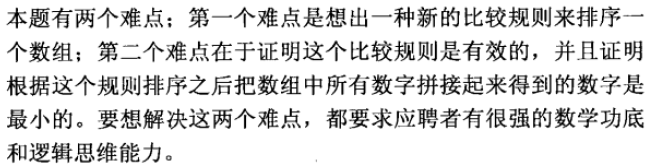 本题有两个难点：第一个难点是想出一种新的比较规则来排序一
个数组；第二个难点在于证明这个比较规则是有效的，并且证明
根据这个规则排序之后把数组中所有数字拼接起来得到的数字是
最小的。要想解决这两个难点，都要求应聘者有很强的数学功底
和逻辑思维能力。